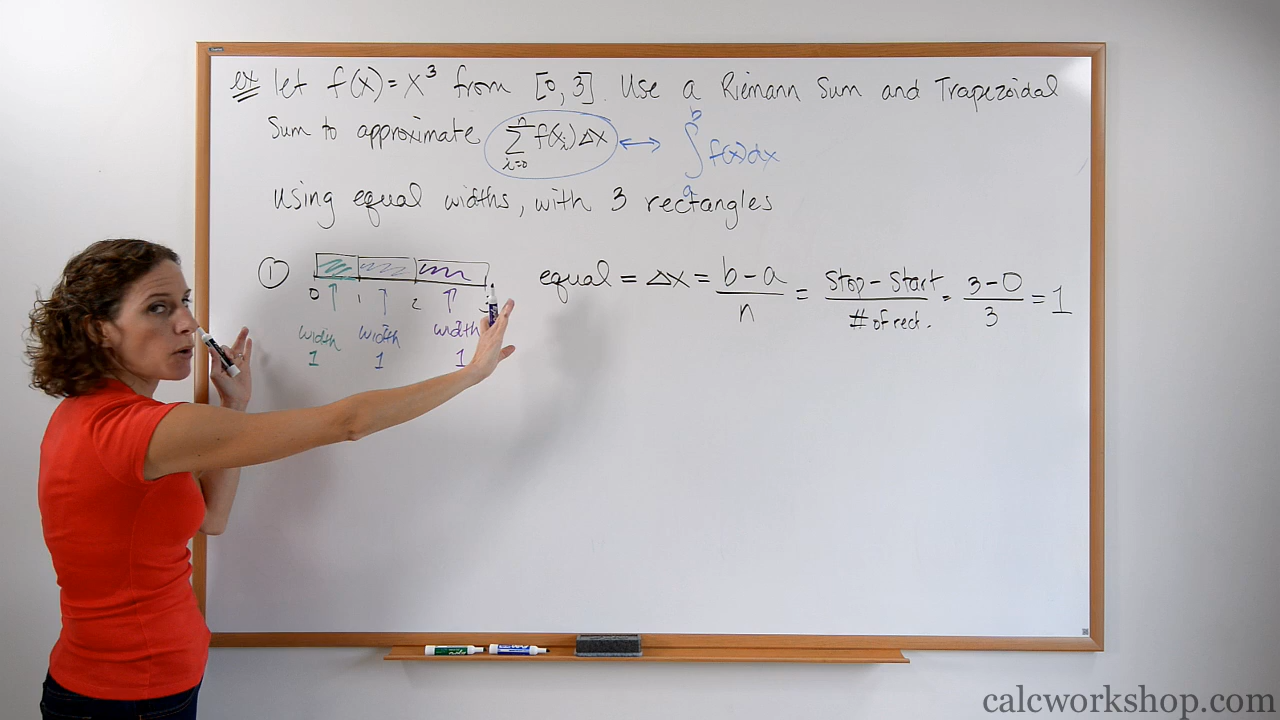 ex let f(x) = x³ from [0, 3]. Use a Riemann Sum and Trapezoidal
Sum to approximate n ∑ i=0 f(xᵢ)Δx ↔ b ∫ a f(x)dx
Using equal widths, with 3 rectangles
① equal = Δx = b-a / n = Stop-Start / # of rect. = 3-0 / 3 = 1
0 ↑ 1 ↑ 2 ↑
width width width
1 1 1
calcworkshop.com